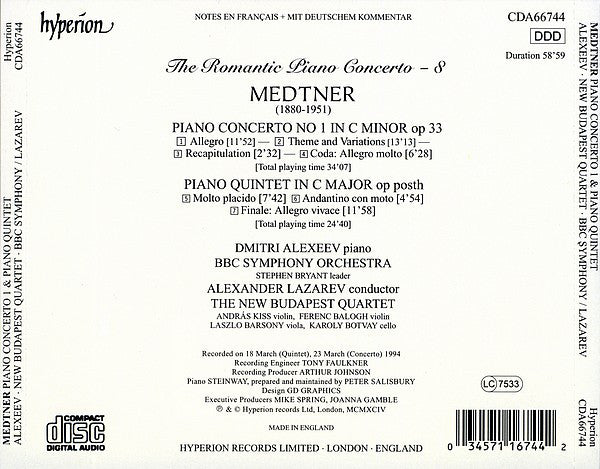 NOTES EN FRANÇAIS + MIT DEUTSCHEM KOMMENTAR
hyperion
CDA66744
DDD
Duration 58'59
The Romantic Piano Concerto – 8
MEDTNER
(1880-1951)
PIANO CONCERTO NO 1 IN C MINOR op 33
1 Allegro [11'52] — 2 Theme and Variations [13'13] —
3 Recapitulation [2'32] — 4 Coda: Allegro molto [6'28]
[Total playing time 34'07]
PIANO QUINTET IN C MAJOR op posth
5 Molto placido [7'42] 6 Andantino con moto [4'54]
7 Finale: Allegro vivace [11'58]
[Total playing time 24'40]
DMITRI ALEXEEV piano
BBC SYMPHONY ORCHESTRA
STEPHEN BRYANT leader
ALEXANDER LAZAREV conductor
THE NEW BUDAPEST QUARTET
ANDRÁS KISS violin, FERENC BALOGH violin
LASZLO BARSONY viola, KAROLY BOTVAY cello
Recorded on 18 March (Quintet), 23 March (Concerto) 1994
Recording Engineer TONY FAULKNER
Recording Producer ARTHUR JOHNSON
Piano STEINWAY, prepared and maintained by PETER SALISBURY
Design GD GRAPHICS
Executive Producers MIKE SPRING, JOANNA GAMBLE
℗ & © Hyperion records Ltd, London, MCMXCIV
MADE IN ENGLAND
HYPERION RECORDS LIMITED · LONDON · ENGLAND
COMPACT
disc
DIGITAL AUDIO
LC 7533
0 34571 16744 2
Hyperion
CDA66744
MEDTNER PIANO CONCERTO 1 & PIANO QUINTET
ALEXEEV · NEW BUDAPEST QUARTET · BBC SYMPHONY / LAZAREV
MEDTNER PIANO CONCERTO 1 & PIANO QUINTET
ALEXEEV · NEW BUDAPEST QUARTET · BBC SYMPHONY / LAZAREV
Hyperion
CDA66744